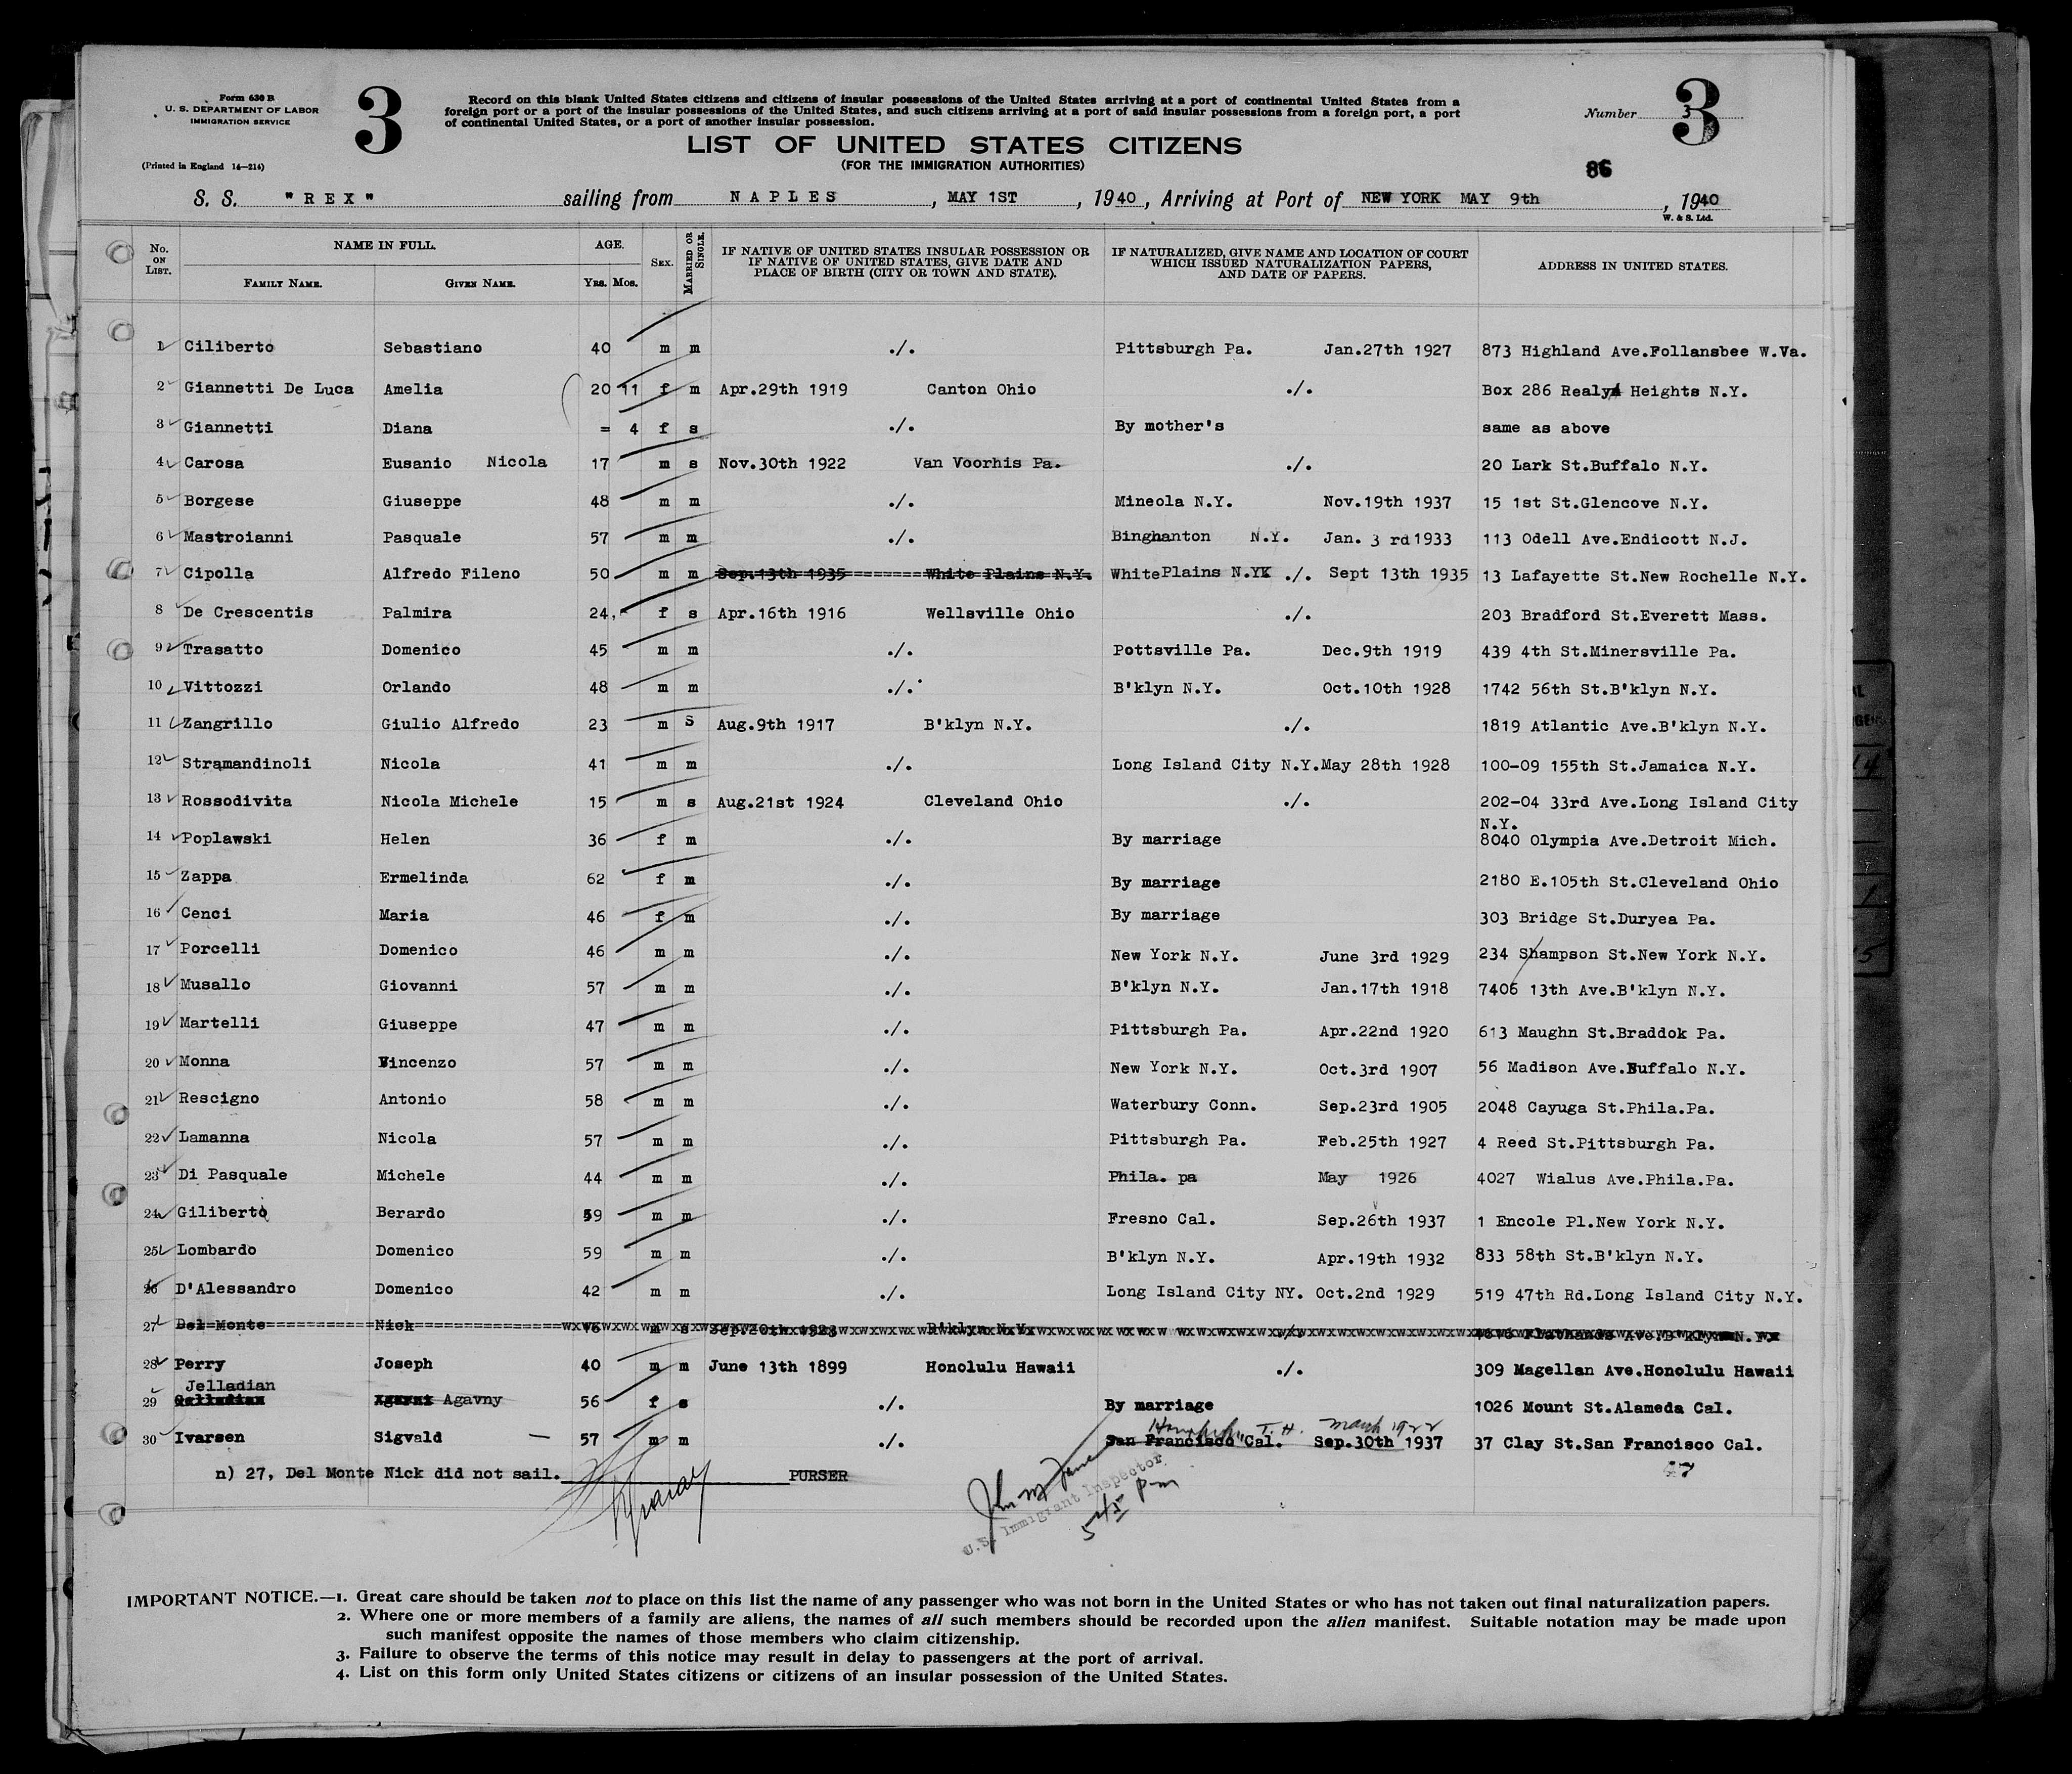 Form 630 B
U. S. DEPARTMENT OF LABOR
IMMIGRATION SERVICE
(Printed in England 14—214)
3
Record on this blank United States citizens and citizens of insular possessions of the United States arriving at a port of continental United States from a
foreign port or a port of the insular possessions of the United States, and such citizens arriving at a port of said insular possessions from a foreign port, a port
of continental United States, or a port of another insular possession.
Number 3
3
LIST OF UNITED STATES CITIZENS
(FOR THE IMMIGRATION AUTHORITIES)
86
S. S. "REX" sailing from NAPLES, MAY 1ST, 1940, Arriving at Port of NEW YORK MAY 9th, 1940
W. & S. Ltd.
No. ON LIST. NAME IN FULL. FAMILY NAME. GIVEN NAME. AGE. YRS. MOS. SEX. MARRIED OR SINGLE. IF NATIVE OF UNITED STATES INSULAR POSSESSION OR IF NATIVE OF UNITED STATES, GIVE DATE AND PLACE OF BIRTH (CITY OR TOWN AND STATE). IF NATURALIZED, GIVE NAME AND LOCATION OF COURT WHICH ISSUED NATURALIZATION PAPERS, AND DATE OF PAPERS. ADDRESS IN UNITED STATES.
1 Ciliberto Sebastiano 40 m m ./. Pittsburgh Pa. Jan.27th 1927 873 Highland Ave.Follansbee W.Va.
2 Giannetti De Luca Amelia 20 11 f m Apr.29th 1919 Canton Ohio ./. Box 286 Heights N.Y.
3 Giannetti Diana = 4 f s ./. By mother's same as above
4 Carosa Eusanio Nicola 17 m s Nov.30th 1922 Van Voorhis Pa. ./. 20 Lark St.Buffalo N.Y.
5 Borgese Giuseppe 48 m m ./. Mineola N.Y. Nov.19th 1937 15 1st St.Glencove N.Y.
6 Mastroianni Pasquale 57 m m ./. Binghanton N.Y. Jan. 3 rd 1933 113 Odell Ave.Endicott N.J.
7 Cipolla Alfredo Fileno 50 m m Sep.13th 1935 White Plains N.Y. White Plains N.YK ./. Sept 13th 1935 13 Lafayette St.New Rochelle N.Y.
8 De Crescentis Palmira 24, f s Apr.16th 1916 Wellsville Ohio ./. 203 Bradford St.Everett Mass.
9 Trasatto Domenico 45 m m ./. Pottsville Pa. Dec.9th 1919 439 4th St.Minersville Pa.
10 Vittozzi Orlando 48 m m ./. B'klyn N.Y. Oct.10th 1928 1742 56th St.B'klyn N.Y.
11 Zangrillo Giulio Alfredo 23 m S Aug.9th 1917 B'klyn N.Y. ./. 1819 Atlantic Ave.B'klyn N.Y.
12 Stramandinoli Nicola 41 m m ./. Long Island City N.Y.May 28th 1928 100-09 155th St.Jamaica N.Y.
13 Rossodivita Nicola Michele 15 m s Aug.21st 1924 Cleveland Ohio ./. 202-04 33rd Ave.Long Island City
N.Y.
14 Poplawski Helen 36 f m ./. By marriage 8040 Olympia Ave.Detroit Mich.
15 Zappa Ermelinda 62 f m ./. By marriage 2180 E.105th St.Cleveland Ohio
16 Cenci Maria 46 f m ./. By marriage 303 Bridge St.Duryea Pa.
17 Porcelli Domenico 46 m m ./. New York N.Y. June 3rd 1929 234 Shampson St.New York N.Y.
18 Musallo Giovanni 57 m m ./. B'klyn N.Y. Jan.17th 1918 7406 13th Ave.B'klyn N.Y.
19 Martelli Giuseppe 47 m m ./. Pittsburgh Pa. Apr.22nd 1920 613 Maughn St.Braddok Pa.
20 Monna Vincenzo 57 m m ./. New York N.Y. Oct.3rd 1907 56 Madison Ave.Buffalo N.Y.
21 Rescigno Antonio 58 m m ./. Waterbury Conn. Sep.23rd 1905 2048 Cayuga St.Phila.Pa.
22 Lamanna Nicola 57 m m ./. Pittsburgh Pa. Feb.25th 1927 4 Reed St.Pittsburgh Pa.
23 Di Pasquale Michele 44 m m ./. Phila. pa May 1926 4027 Wialus Ave.Phila.Pa.
24 Giliberto Berardo 59 m m ./. Fresno Cal. Sep.26th 1937 1 Encole Pl.New York N.Y.
25 Lombardo Domenico 59 m m ./. B'klyn N.Y. Apr.19th 1932 833 58th St.B'klyn N.Y.
26 D'Alessandro Domenico 42 m m ./. Long Island City NY. Oct.2nd 1929 519 47th Rd.Long Island City N.Y.
27 Del Monte Nick m s Sep.20th 1923 B'klyn N.Y. Ave.B'klyn N.Y.
28 Perry Joseph 40 m m June 13th 1899 Honolulu Hawaii ./. 309 Magellan Ave.Honolulu Hawaii
Jelladian
29 Agavny 56 f s ./. By marriage 1026 Mount St.Alameda Cal.
Honolulu, T.H. March 1922
30 Ivarsen Sigvald — 57 m m ./. San Francisco Cal. Sep.30th 1937 37 Clay St.San Francisco Cal.
n) 27, Del Monte Nick did not sail. PURSER
U.S. Immigrant Inspector
545 pm
IMPORTANT NOTICE.—1. Great care should be taken not to place on this list the name of any passenger who was not born in the United States or who has not taken out final naturalization papers.
2. Where one or more members of a family are aliens, the names of all such members should be recorded upon the alien manifest. Suitable notation may be made upon
such manifest opposite the names of those members who claim citizenship.
3. Failure to observe the terms of this notice may result in delay to passengers at the port of arrival.
4. List on this form only United States citizens or citizens of an insular possession of the United States.